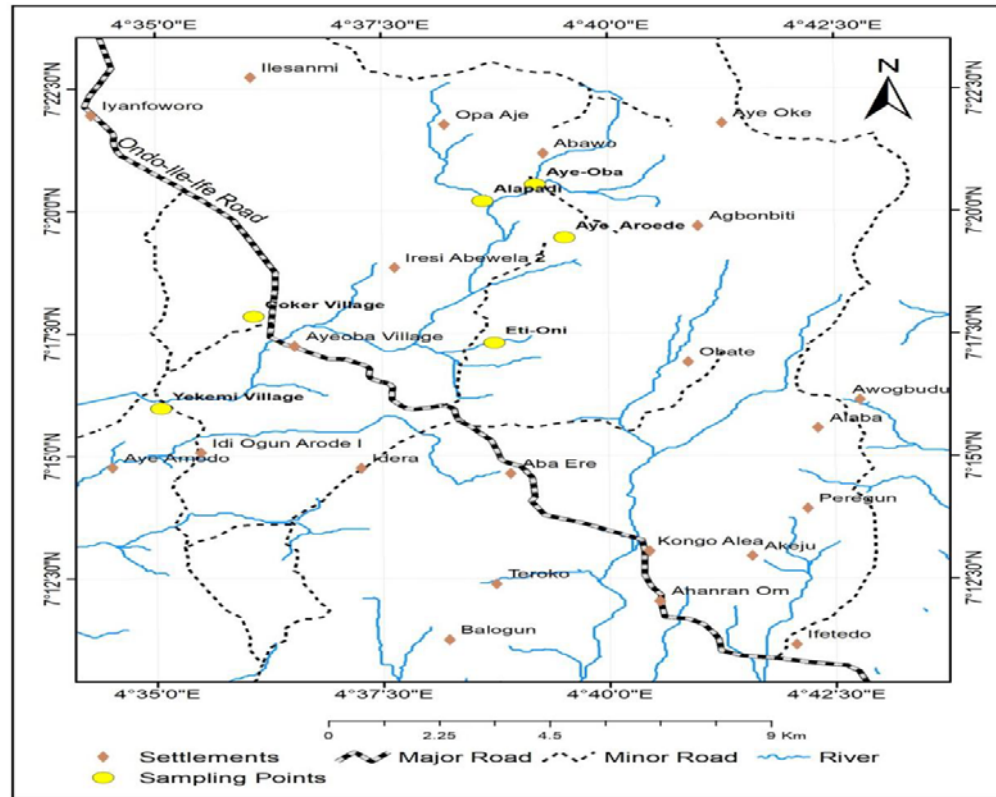 4°35'0"E 4°37'30"E 4°40'0"E 4°42'30"E
7°22'30"N
7°20'0"N
7°17'30"N
7°15'0"N
7°12'30"N
7°22'30"N
7°20'0"N
7°17'30"N
7°15'0"N
7°12'30"N
N
Ilesanmi
Iyanfoworo
Opa Aje
Aye Oke
Ondo-Ile-Ife Road
Abawo
Aye-Oba
Alapadi
Aye Aroede
Agbonbiti
Iresi Abewela 2
Coker Village
Ayeoba Village
Eti-Oni
Obate
Yekemi Village
Awogbudu
Alaba
Idi Ogun Arode I
Aye Amodo
Idera
Aba Ere
Peregun
Kongo Alea
Akeju
Teroko
Ahanran Om
Balogun
Ifetedo
4°35'0"E 4°37'30"E 4°40'0"E 4°42'30"E
0 2.25 4.5 9 Km
Settlements Major Road Minor Road River
Sampling Points